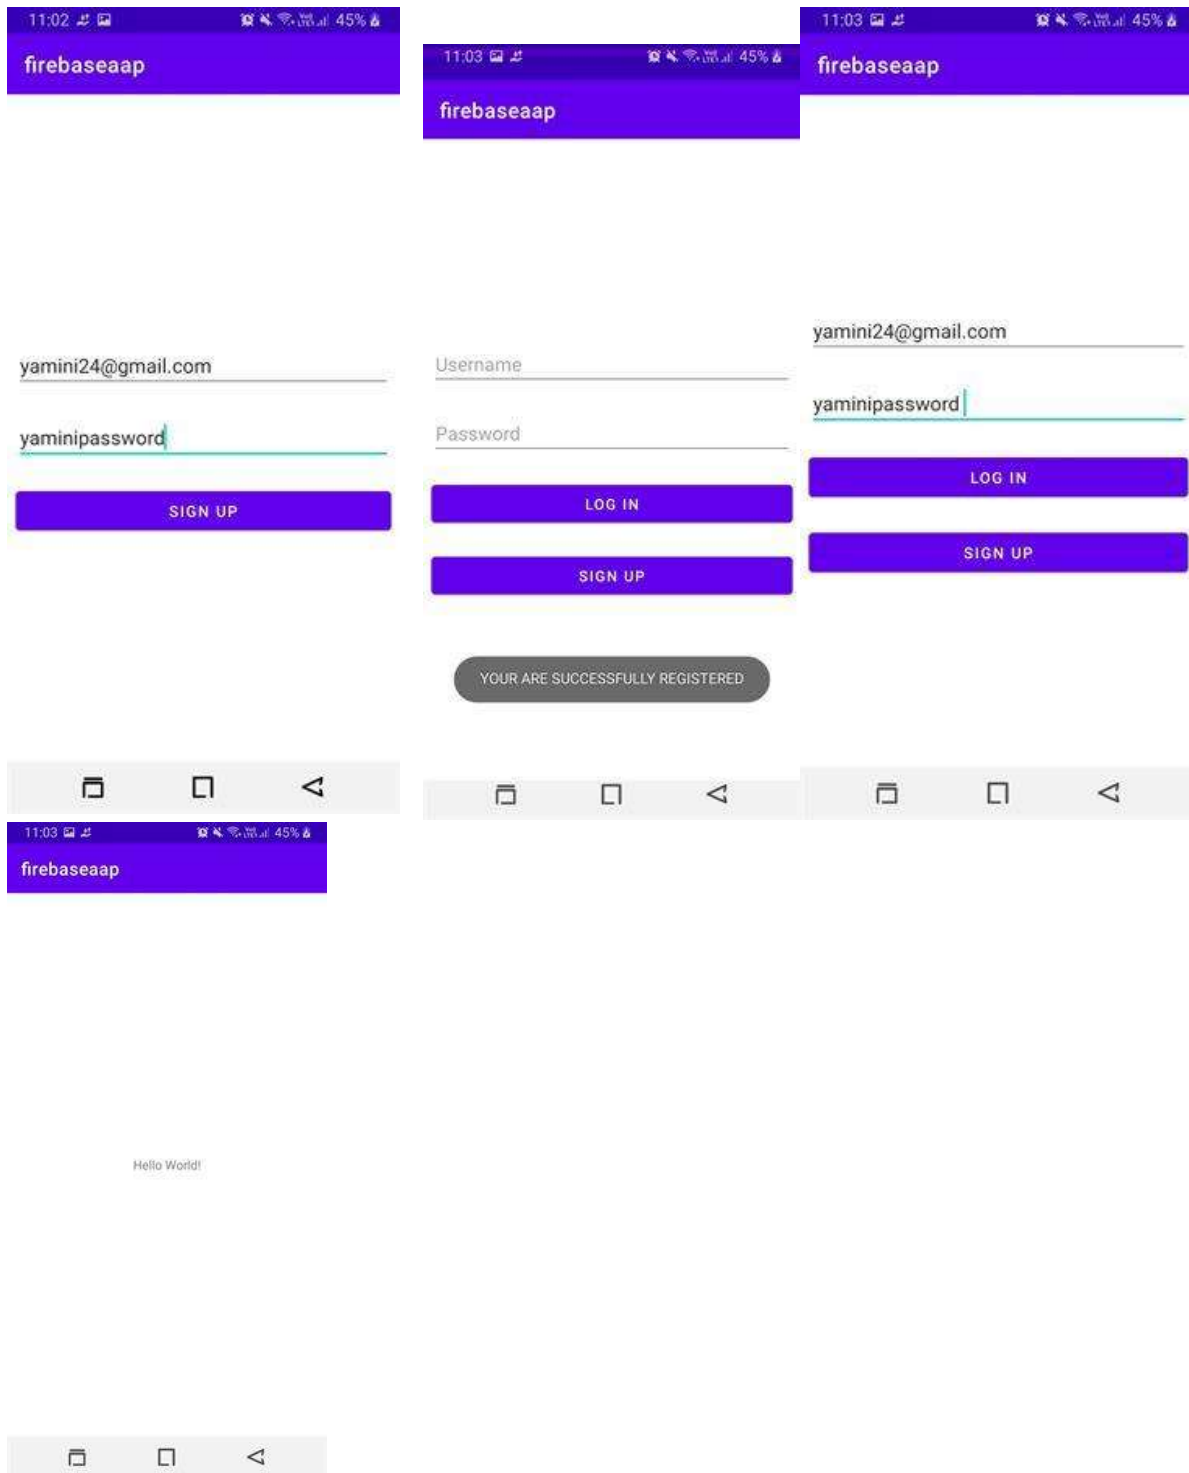 11:02
45%
firebaseaap
yamini24@gmail.com
yaminipassword
SIGN UP
11:03
45%
firebaseaap
Username
Password
LOG IN
SIGN UP
YOUR ARE SUCCESSFULLY REGISTERED
11:03
45%
firebaseaap
yamini24@gmail.com
yaminipassword
LOG IN
SIGN UP
11:03
45%
firebaseaap
Hello World!